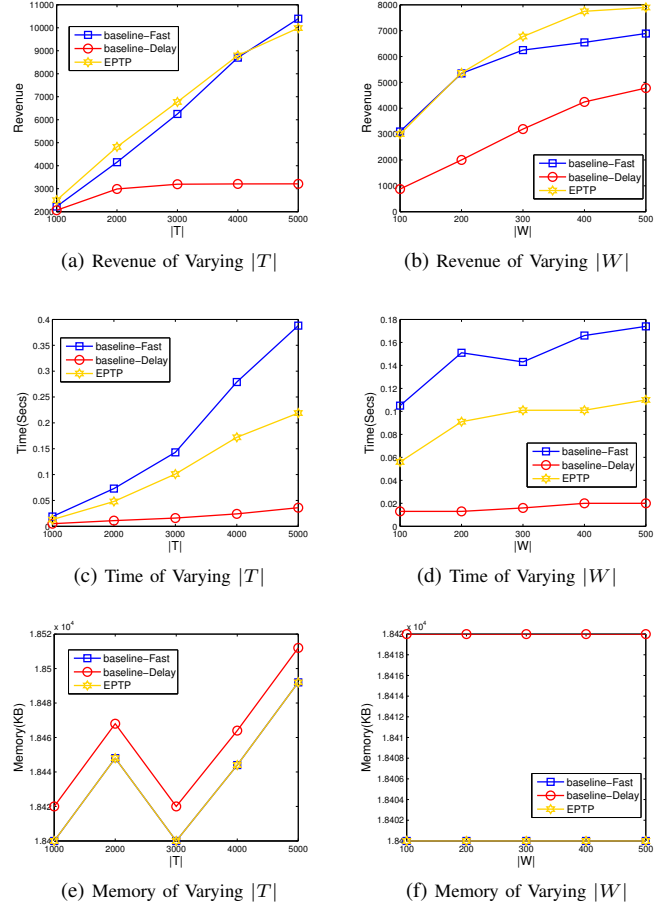 11000
10000
9000
8000
7000
6000
5000
4000
3000
2000
Revenue
baseline-Fast
baseline-Delay
EPTP
1000 2000 3000 4000 5000
|T|
(a) Revenue of Varying |T|
8000
7000
6000
5000
4000
3000
2000
1000
0
Revenue
baseline-Fast
baseline-Delay
EPTP
100 200 300 400 500
|W|
(b) Revenue of Varying |W|
0.4
0.35
0.3
0.25
0.2
0.15
0.1
0.05
0
Time(Secs)
baseline-Fast
baseline-Delay
EPTP
1000 2000 3000 4000 5000
|T|
(c) Time of Varying |T|
0.18
0.16
0.14
0.12
0.1
0.08
0.06
0.04
0.02
0
Time(Secs)
baseline-Fast
baseline-Delay
EPTP
100 200 300 400 500
|W|
(d) Time of Varying |W|
x 10^4
1.852
1.85
1.848
1.846
1.844
1.842
1.84
Memory(KB)
baseline-Fast
baseline-Delay
EPTP
1000 2000 3000 4000 5000
|T|
(e) Memory of Varying |T|
x 10^4
1.842
1.8418
1.8416
1.8414
1.8412
1.841
1.8408
1.8406
1.8404
1.8402
1.84
Memory(KB)
baseline-Fast
baseline-Delay
EPTP
100 200 300 400 500
|W|
(f) Memory of Varying |W|